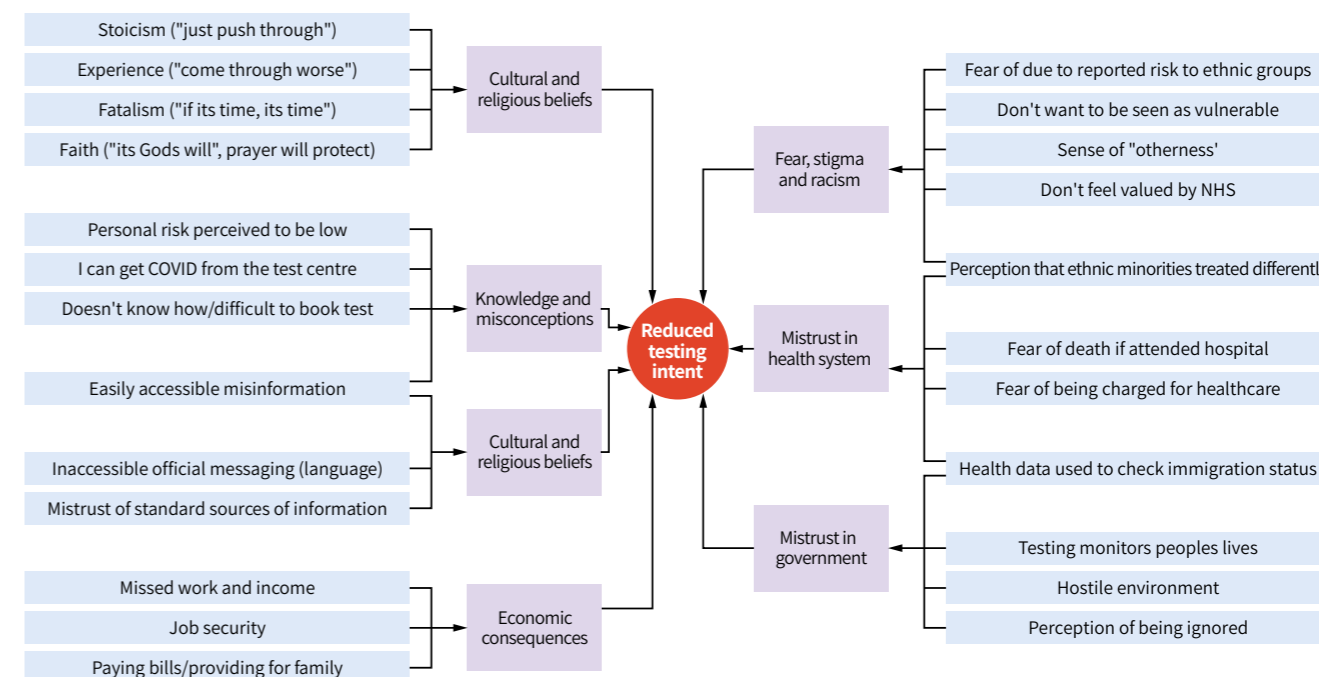 Stoicism ("just push through")
Experience ("come through worse")
Fatalism ("if its time, its time")
Faith ("its Gods will", prayer will protect)
Cultural and
religious beliefs
Personal risk perceived to be low
I can get COVID from the test centre
Doesn't know how/difficult to book test
Easily accessible misinformation
Knowledge and
misconceptions
Inaccessible official messaging (language)
Mistrust of standard sources of information
Cultural and
religious beliefs
Missed work and income
Job security
Paying bills/providing for family
Economic
consequences
Reduced
testing
intent
Fear, stigma
and racism
Fear of due to reported risk to ethnic groups
Don't want to be seen as vulnerable
Sense of "otherness'
Don't feel valued by NHS
Perception that ethnic minorities treated differentl
Mistrust in
health system
Fear of death if attended hospital
Fear of being charged for healthcare
Health data used to check immigration status
Mistrust in
government
Testing monitors peoples lives
Hostile environment
Perception of being ignored